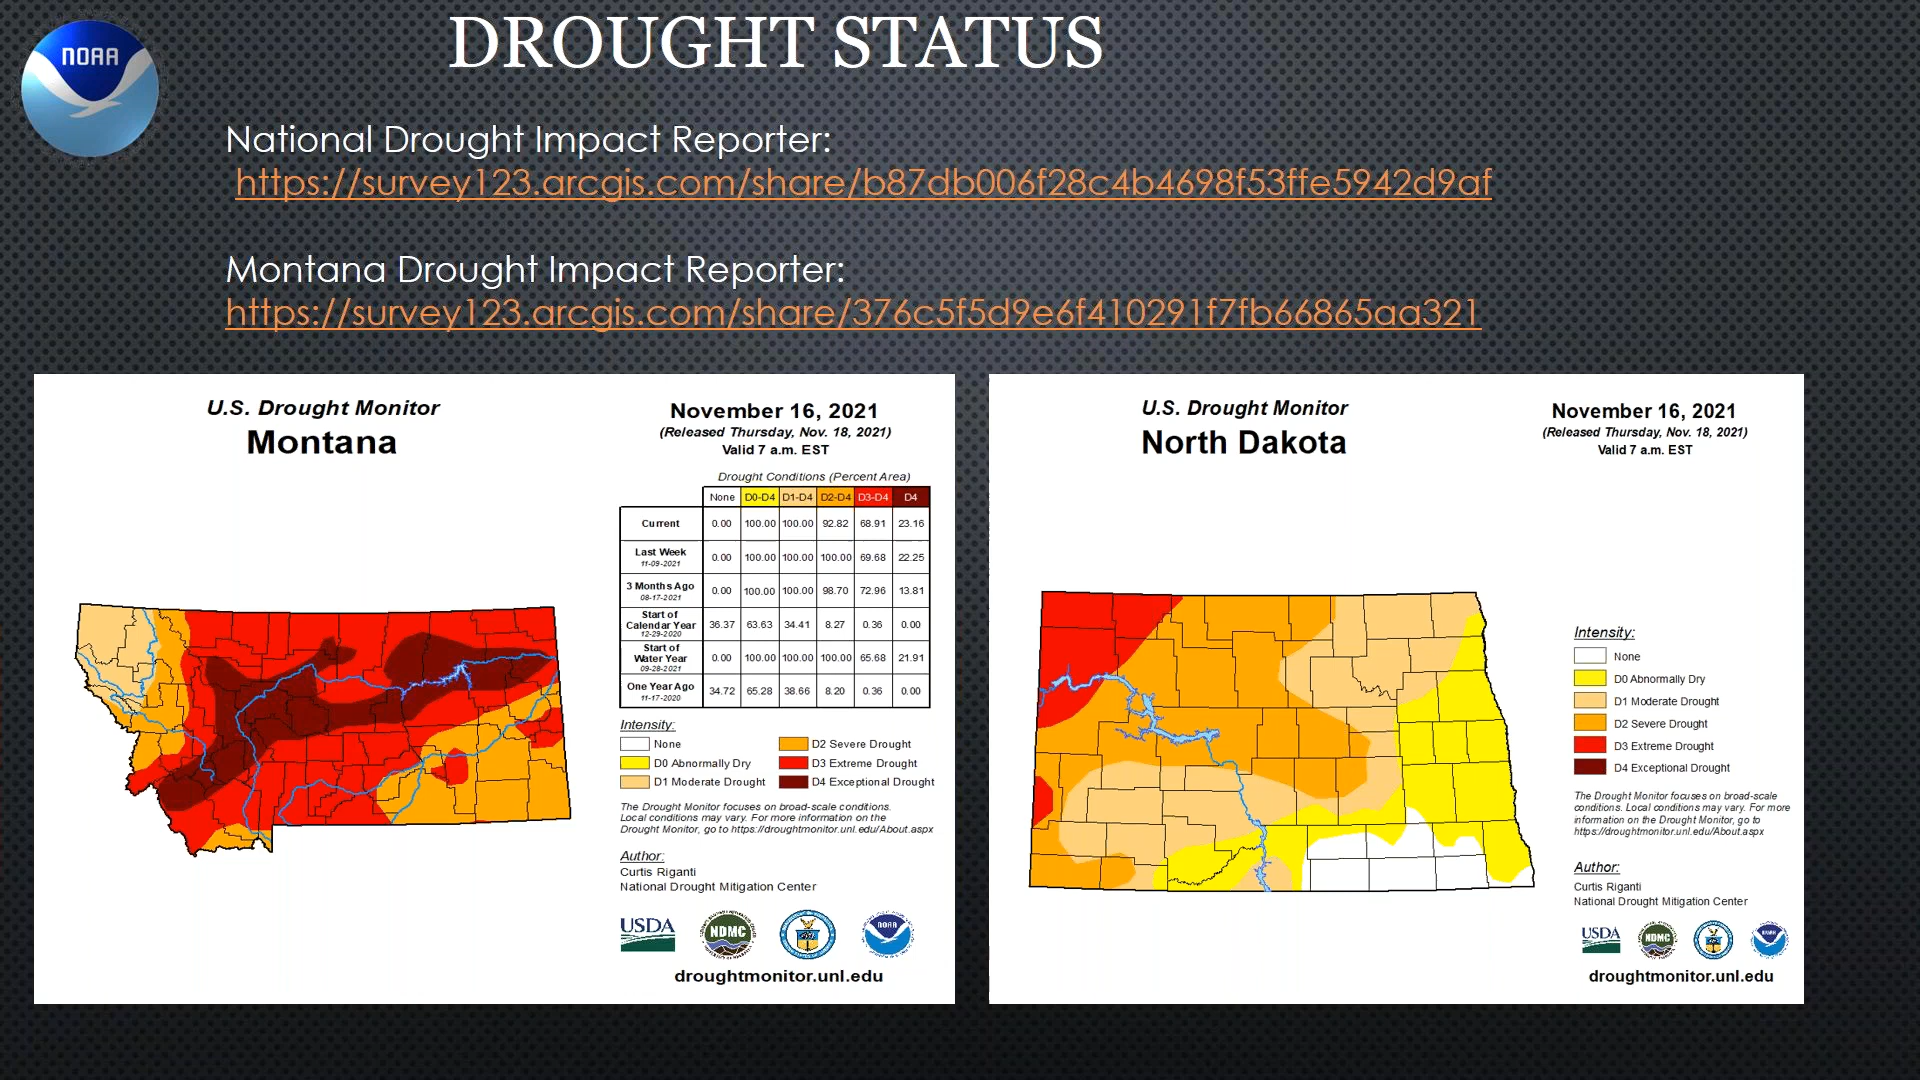 NOAA
DROUGHT STATUS
National Drought Impact Reporter:
https://survey123.arcgis.com/share/b87db006f28c4b4698f53ffe5942d9af
Montana Drought Impact Reporter:
https://survey123.arcgis.com/share/376c5f5d9e6f410291f7fb66865aa321
U.S. Drought Monitor
Montana
November 16, 2021
(Released Thursday, Nov. 18, 2021)
Valid 7 a.m. EST
Drought Conditions (Percent Area)
None D0-D4 D1-D4 D2-D4 D3-D4 D4
Current 0.00 100.00 100.00 92.82 68.91 23.16
Last Week
11-09-2021 0.00 100.00 100.00 100.00 69.68 22.25
3 Months Ago
08-17-2021 0.00 100.00 100.00 98.70 72.96 13.81
Start of
Calendar Year
12-29-2020 36.37 63.63 34.41 8.27 0.36 0.00
Start of
Water Year
09-28-2021 0.00 100.00 100.00 100.00 65.68 21.91
One Year Ago
11-17-2020 34.72 65.28 38.66 8.20 0.36 0.00
Intensity:
None D2 Severe Drought
D0 Abnormally Dry D3 Extreme Drought
D1 Moderate Drought D4 Exceptional Drought
The Drought Monitor focuses on broad-scale conditions.
Local conditions may vary. For more information on the
Drought Monitor, go to https://droughtmonitor.unl.edu/About.aspx
Author:
Curtis Riganti
National Drought Mitigation Center
USDA NDMC NOAA
droughtmonitor.unl.edu
U.S. Drought Monitor
North Dakota
November 16, 2021
(Released Thursday, Nov. 18, 2021)
Valid 7 a.m. EST
Intensity:
None
D0 Abnormally Dry
D1 Moderate Drought
D2 Severe Drought
D3 Extreme Drought
D4 Exceptional Drought
The Drought Monitor focuses on broad-scale
conditions. Local conditions may vary. For more
information on the Drought Monitor, go to
https://droughtmonitor.unl.edu/About.aspx
Author:
Curtis Riganti
National Drought Mitigation Center
USDA NDMC NOAA
droughtmonitor.unl.edu